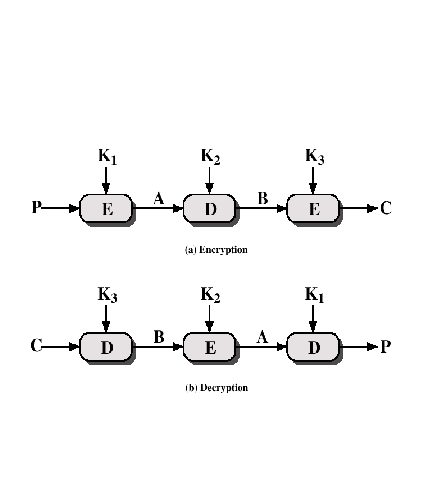 K1 K2 K3
P E A D B E C
(a) Encryption
K3 K2 K1
C D B E A D P
(b) Decryption